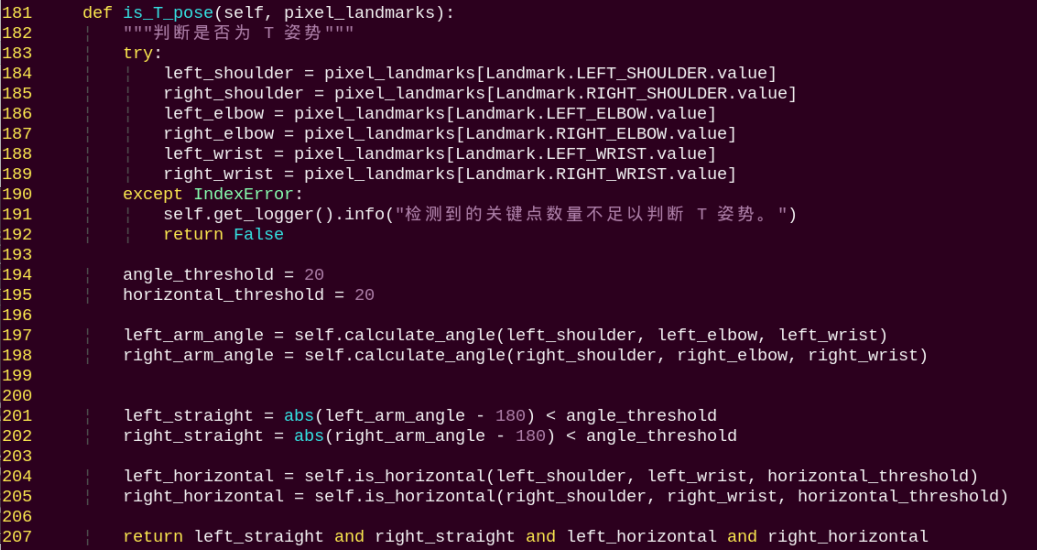 181     def is_T_pose(self, pixel_landmarks):
182     ¦   """判断是否为 T 姿势"""
183     ¦   try:
184     ¦   ¦   left_shoulder = pixel_landmarks[Landmark.LEFT_SHOULDER.value]
185     ¦   ¦   right_shoulder = pixel_landmarks[Landmark.RIGHT_SHOULDER.value]
186     ¦   ¦   left_elbow = pixel_landmarks[Landmark.LEFT_ELBOW.value]
187     ¦   ¦   right_elbow = pixel_landmarks[Landmark.RIGHT_ELBOW.value]
188     ¦   ¦   left_wrist = pixel_landmarks[Landmark.LEFT_WRIST.value]
189     ¦   ¦   right_wrist = pixel_landmarks[Landmark.RIGHT_WRIST.value]
190     ¦   except IndexError:
191     ¦   ¦   self.get_logger().info("检测到的关键点数量不足以判断 T 姿势。")
192     ¦   ¦   return False
193
194     ¦   angle_threshold = 20
195     ¦   horizontal_threshold = 20
196
197     ¦   left_arm_angle = self.calculate_angle(left_shoulder, left_elbow, left_wrist)
198     ¦   right_arm_angle = self.calculate_angle(right_shoulder, right_elbow, right_wrist)
199
200
201     ¦   left_straight = abs(left_arm_angle - 180) < angle_threshold
202     ¦   right_straight = abs(right_arm_angle - 180) < angle_threshold
203
204     ¦   left_horizontal = self.is_horizontal(left_shoulder, left_wrist, horizontal_threshold)
205     ¦   right_horizontal = self.is_horizontal(right_shoulder, right_wrist, horizontal_threshold)
206
207     ¦   return left_straight and right_straight and left_horizontal and right_horizontal